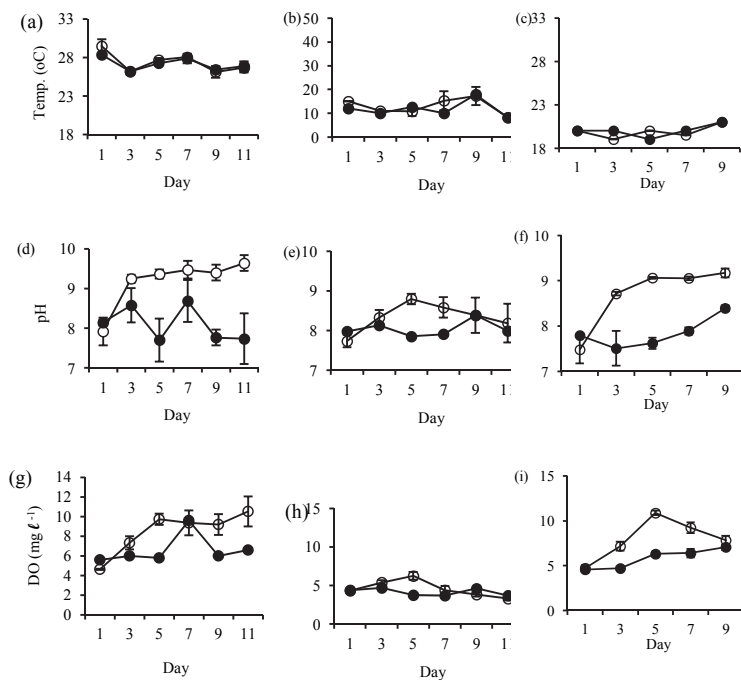 (a)
33
28
23
18
Temp. (oC)
1 3 5 7 9 11
Day
(b)
50
40
30
20
10
0
1 3 5 7 9 11
Day
(c)
33
28
23
18
1 3 5 7 9
Day
(d)
10
9
8
7
pH
1 3 5 7 9 11
Day
(e)
10
9
8
7
1 3 5 7 9 11
Day
(f)
10
9
8
7
1 3 5 7 9
Day
(g)
14
12
10
8
6
4
2
0
DO (mg ℓ⁻¹)
1 3 5 7 9 11
Day
(h)
15
10
5
0
1 3 5 7 9 11
Day
(i)
15
10
5
0
1 3 5 7 9
Day